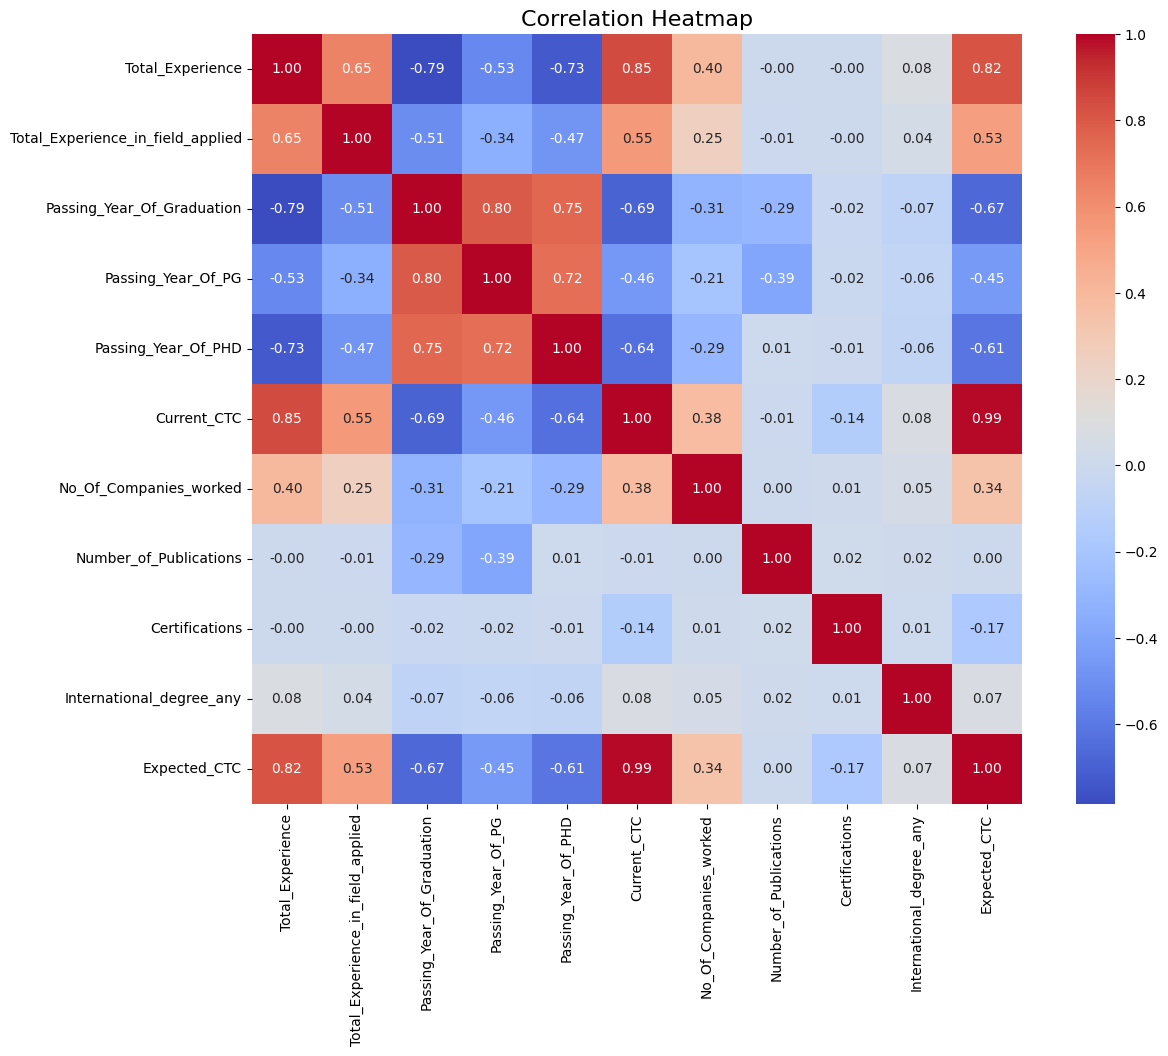 Correlation Heatmap
Total_Experience 1.00 0.65 -0.79 -0.53 -0.73 0.85 0.40 -0.00 -0.00 0.08 0.82
Total_Experience_in_field_applied 0.65 1.00 -0.51 -0.34 -0.47 0.55 0.25 -0.01 -0.00 0.04 0.53
Passing_Year_Of_Graduation -0.79 -0.51 1.00 0.80 0.75 -0.69 -0.31 -0.29 -0.02 -0.07 -0.67
Passing_Year_Of_PG -0.53 -0.34 0.80 1.00 0.72 -0.46 -0.21 -0.39 -0.02 -0.06 -0.45
Passing_Year_Of_PHD -0.73 -0.47 0.75 0.72 1.00 -0.64 -0.29 0.01 -0.01 -0.06 -0.61
Current_CTC 0.85 0.55 -0.69 -0.46 -0.64 1.00 0.38 -0.01 -0.14 0.08 0.99
No_Of_Companies_worked 0.40 0.25 -0.31 -0.21 -0.29 0.38 1.00 0.00 0.01 0.05 0.34
Number_of_Publications -0.00 -0.01 -0.29 -0.39 0.01 -0.01 0.00 1.00 0.02 0.02 0.00
Certifications -0.00 -0.00 -0.02 -0.02 -0.01 -0.14 0.01 0.02 1.00 0.01 -0.17
International_degree_any 0.08 0.04 -0.07 -0.06 -0.06 0.08 0.05 0.02 0.01 1.00 0.07
Expected_CTC 0.82 0.53 -0.67 -0.45 -0.61 0.99 0.34 0.00 -0.17 0.07 1.00
Total_Experience
Total_Experience_in_field_applied
Passing_Year_Of_Graduation
Passing_Year_Of_PG
Passing_Year_Of_PHD
Current_CTC
No_Of_Companies_worked
Number_of_Publications
Certifications
International_degree_any
Expected_CTC
1.0
0.8
0.6
0.4
0.2
0.0
−0.2
−0.4
−0.6